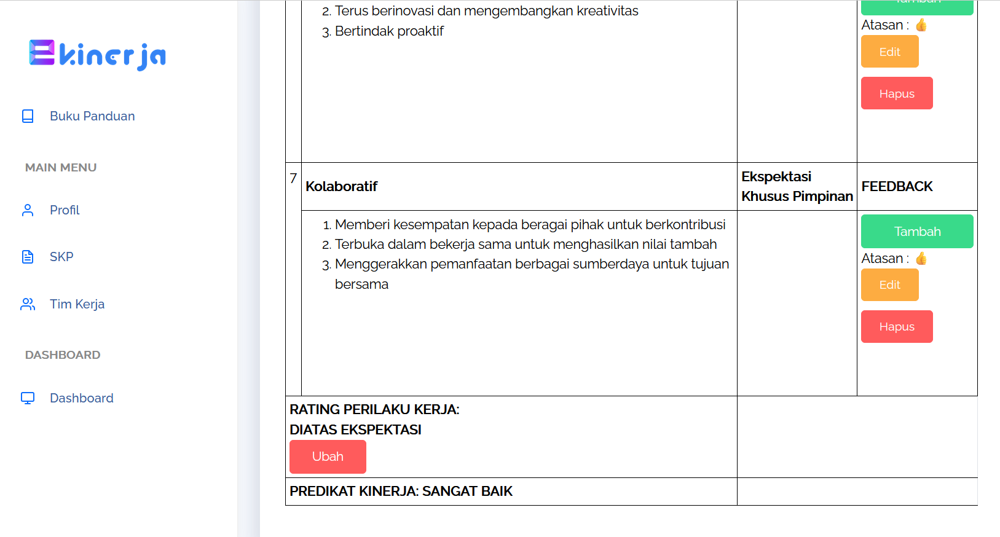 Ekinerja
Buku Panduan
MAIN MENU
Profil
SKP
Tim Kerja
DASHBOARD
Dashboard
2. Terus berinovasi dan mengembangkan kreativitas
3. Bertindak proaktif
Tambah
Atasan : 👍
Edit
Hapus
7
Kolaboratif
Ekspektasi
Khusus Pimpinan
FEEDBACK
1. Memberi kesempatan kepada beragai pihak untuk berkontribusi
2. Terbuka dalam bekerja sama untuk menghasilkan nilai tambah
3. Menggerakkan pemanfaatan berbagai sumberdaya untuk tujuan
bersama
Tambah
Atasan : 👍
Edit
Hapus
RATING PERILAKU KERJA:
DIATAS EKSPEKTASI
Ubah
PREDIKAT KINERJA: SANGAT BAIK